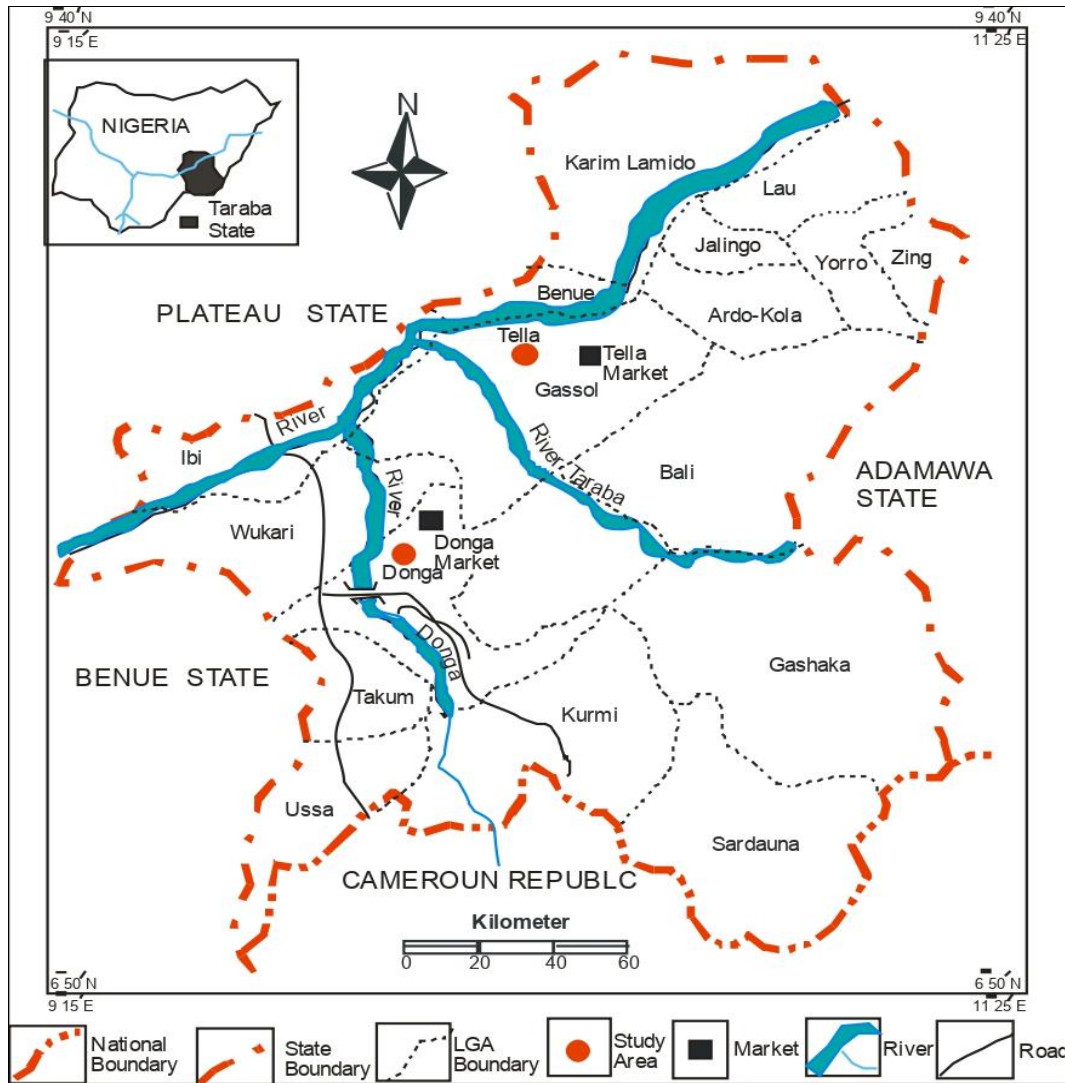 9 40 N
9 15 E
9 40 N
11 25 E
NIGERIA
Taraba
State
N
Karim Lamido
Lau
Jalingo
Yorro
Zing
Benue
Ardo-Kola
PLATEAU STATE
Tella
Tella
Market
Gassol
River
River Taraba
Ibi
Bali
ADAMAWA
STATE
River
Wukari
Donga
Market
Donga
Donga
BENUE STATE
Gashaka
Takum
Kurmi
Ussa
Sardauna
CAMEROUN REPUBLC
Kilometer
0 20 40 60
6 50 N
9 15 E
6 50 N
11 25 E
National
Boundary
State
Boundary
LGA
Boundary
Study
Area
Market
River
Road